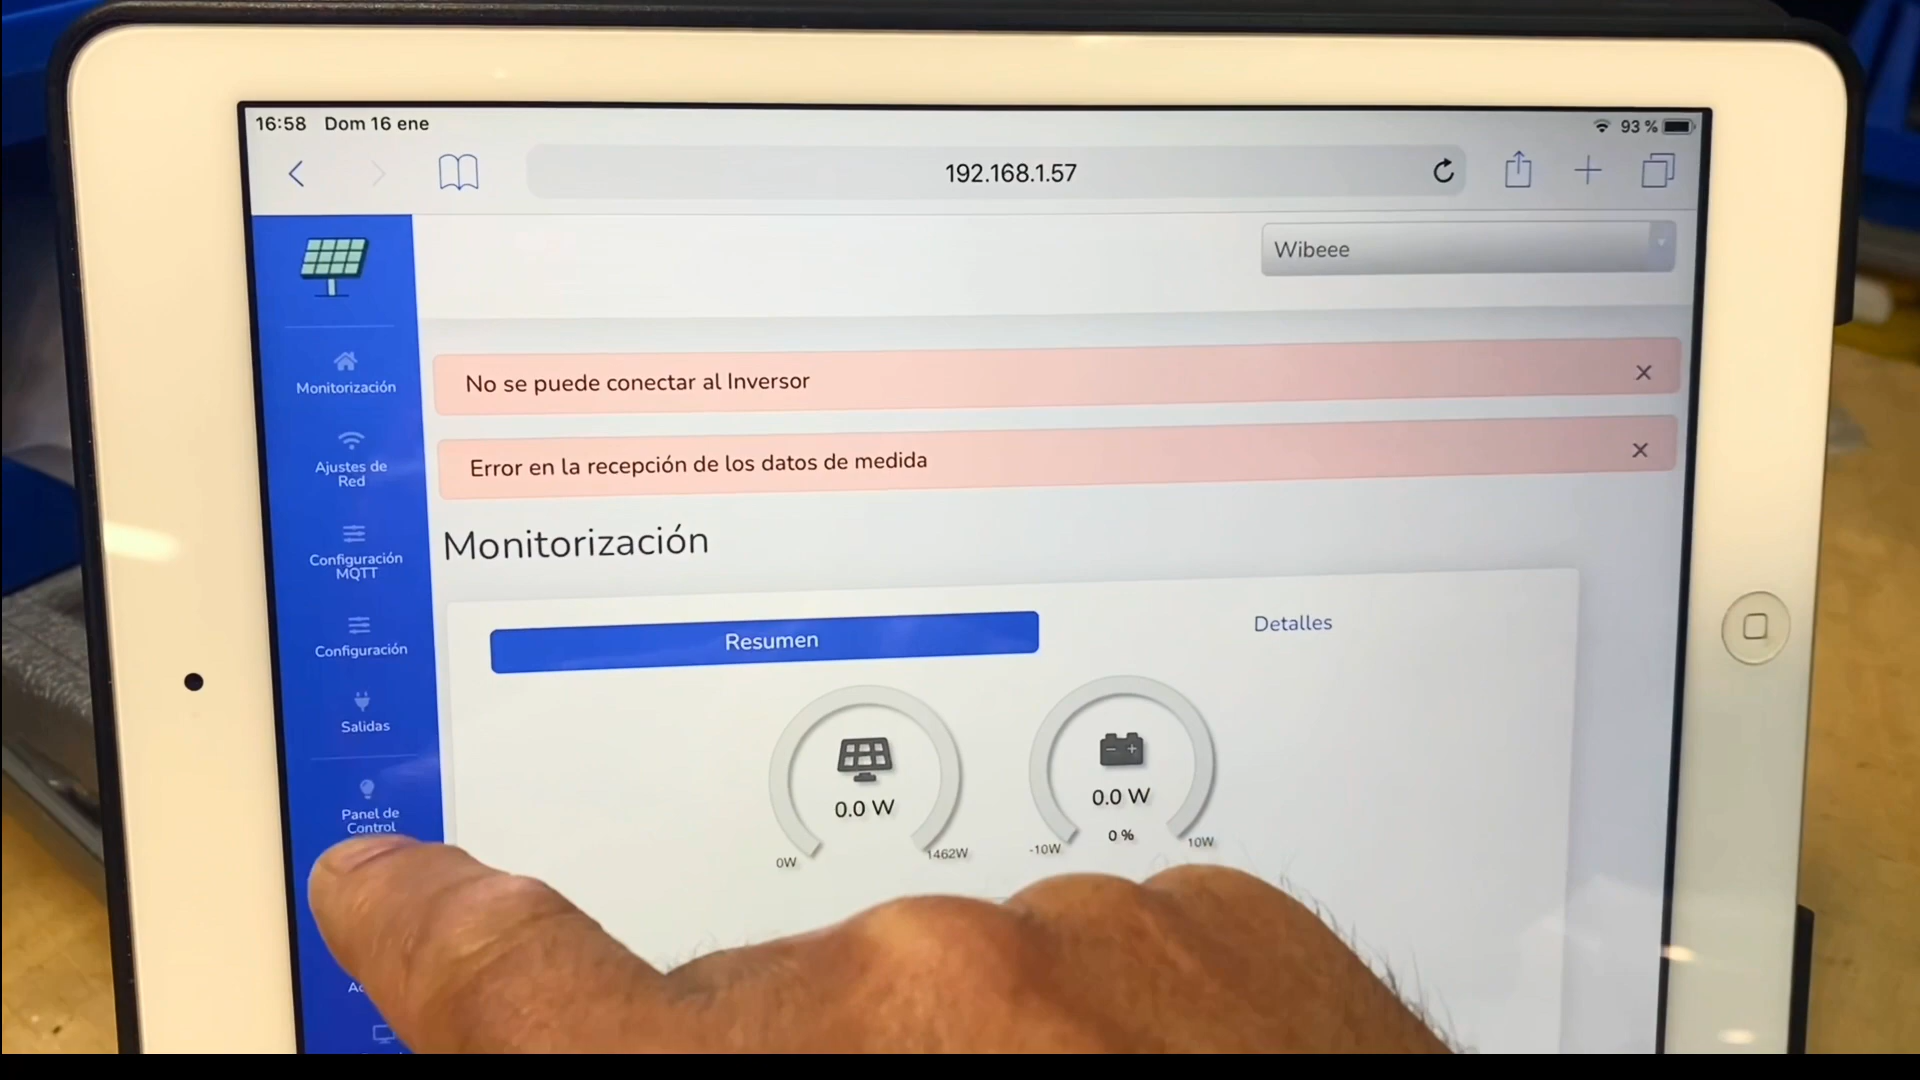 16:58 Dom 16 ene
93 %
192.168.1.57
Wibeee
Monitorización
Ajustes de
Red
Configuración
MQTT
Configuración
Salidas
Panel de
Control
No se puede conectar al Inversor
Error en la recepción de los datos de medida
Monitorización
Resumen
Detalles
0.0 W
0W
1462W
0.0 W
0 %
-10W
10W